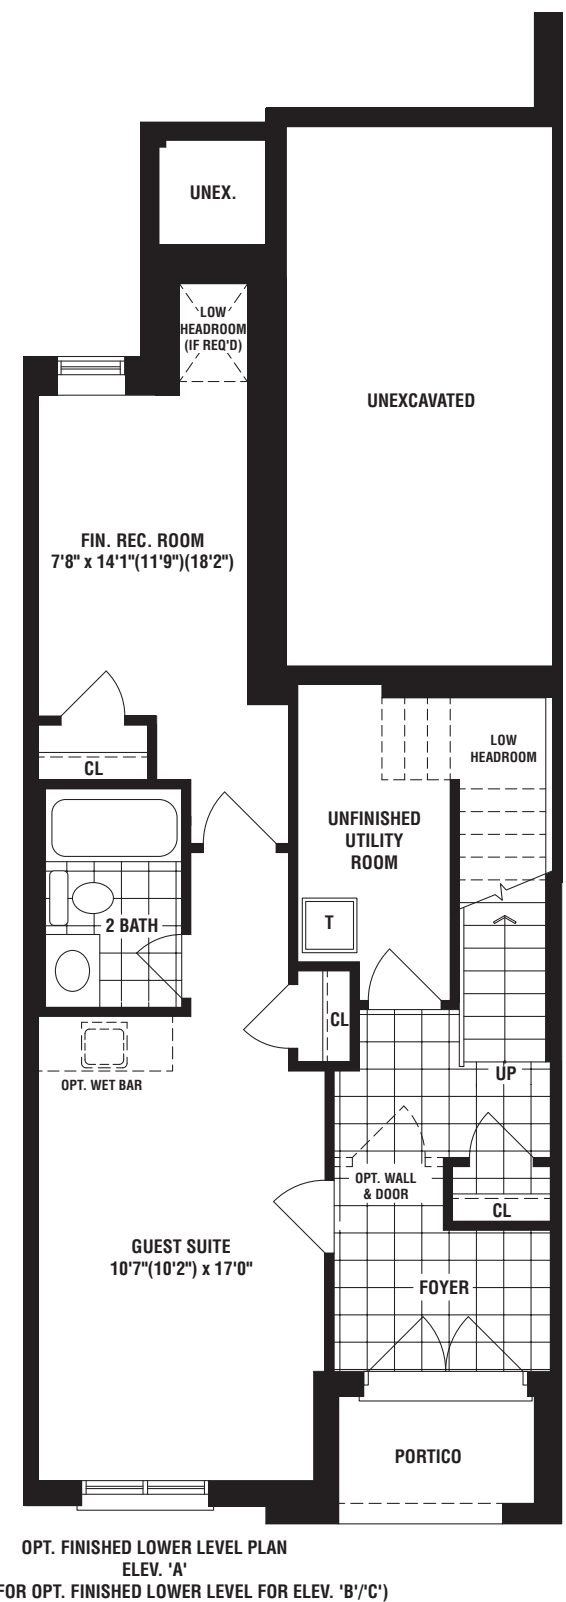 UNEX.
LOW
HEADROOM
(IF REQ'D)
UNEXCAVATED
FIN. REC. ROOM
7'8" x 14'1"(11'9")(18'2")
LOW
HEADROOM
CL
UNFINISHED
UTILITY
ROOM
2 BATH
T
CL
UP
OPT. WET BAR
OPT. WALL
& DOOR
CL
GUEST SUITE
10'7"(10'2") x 17'0"
FOYER
PORTICO
OPT. FINISHED LOWER LEVEL PLAN
ELEV. 'A'
FOR OPT. FINISHED LOWER LEVEL FOR ELEV. 'B'/'C')